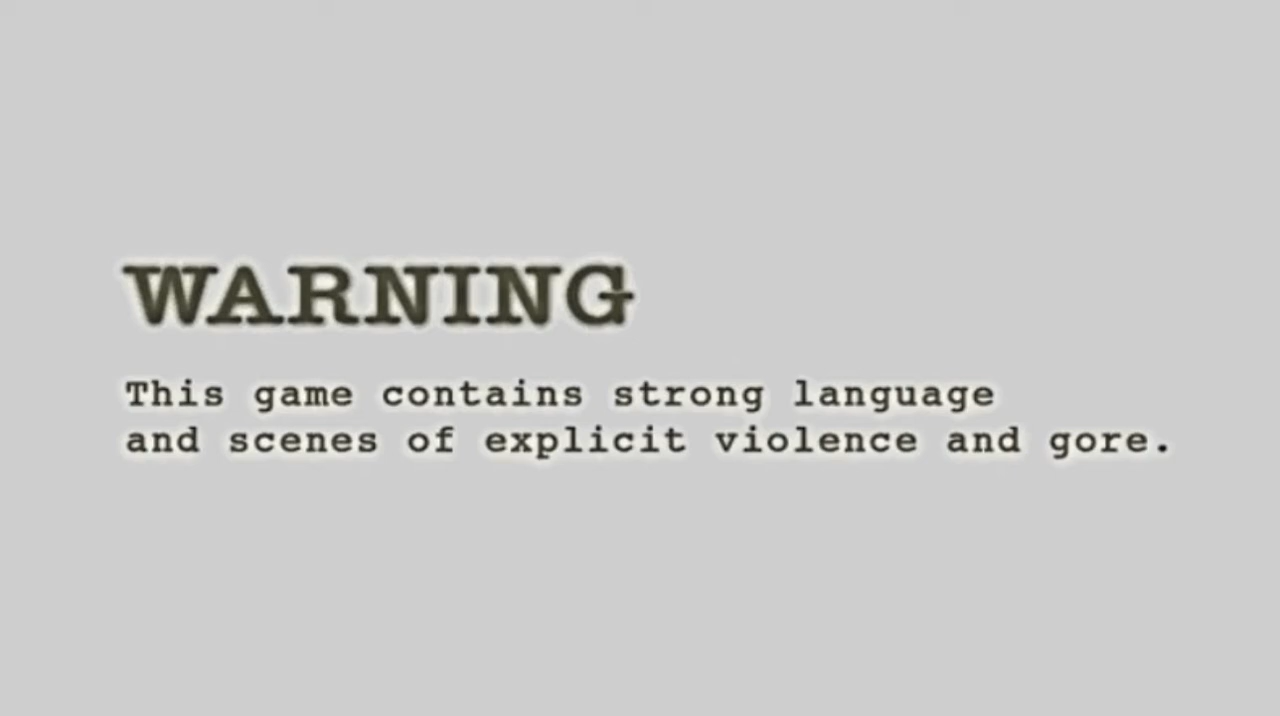 WARNING
This game contains strong language
and scenes of explicit violence and gore.